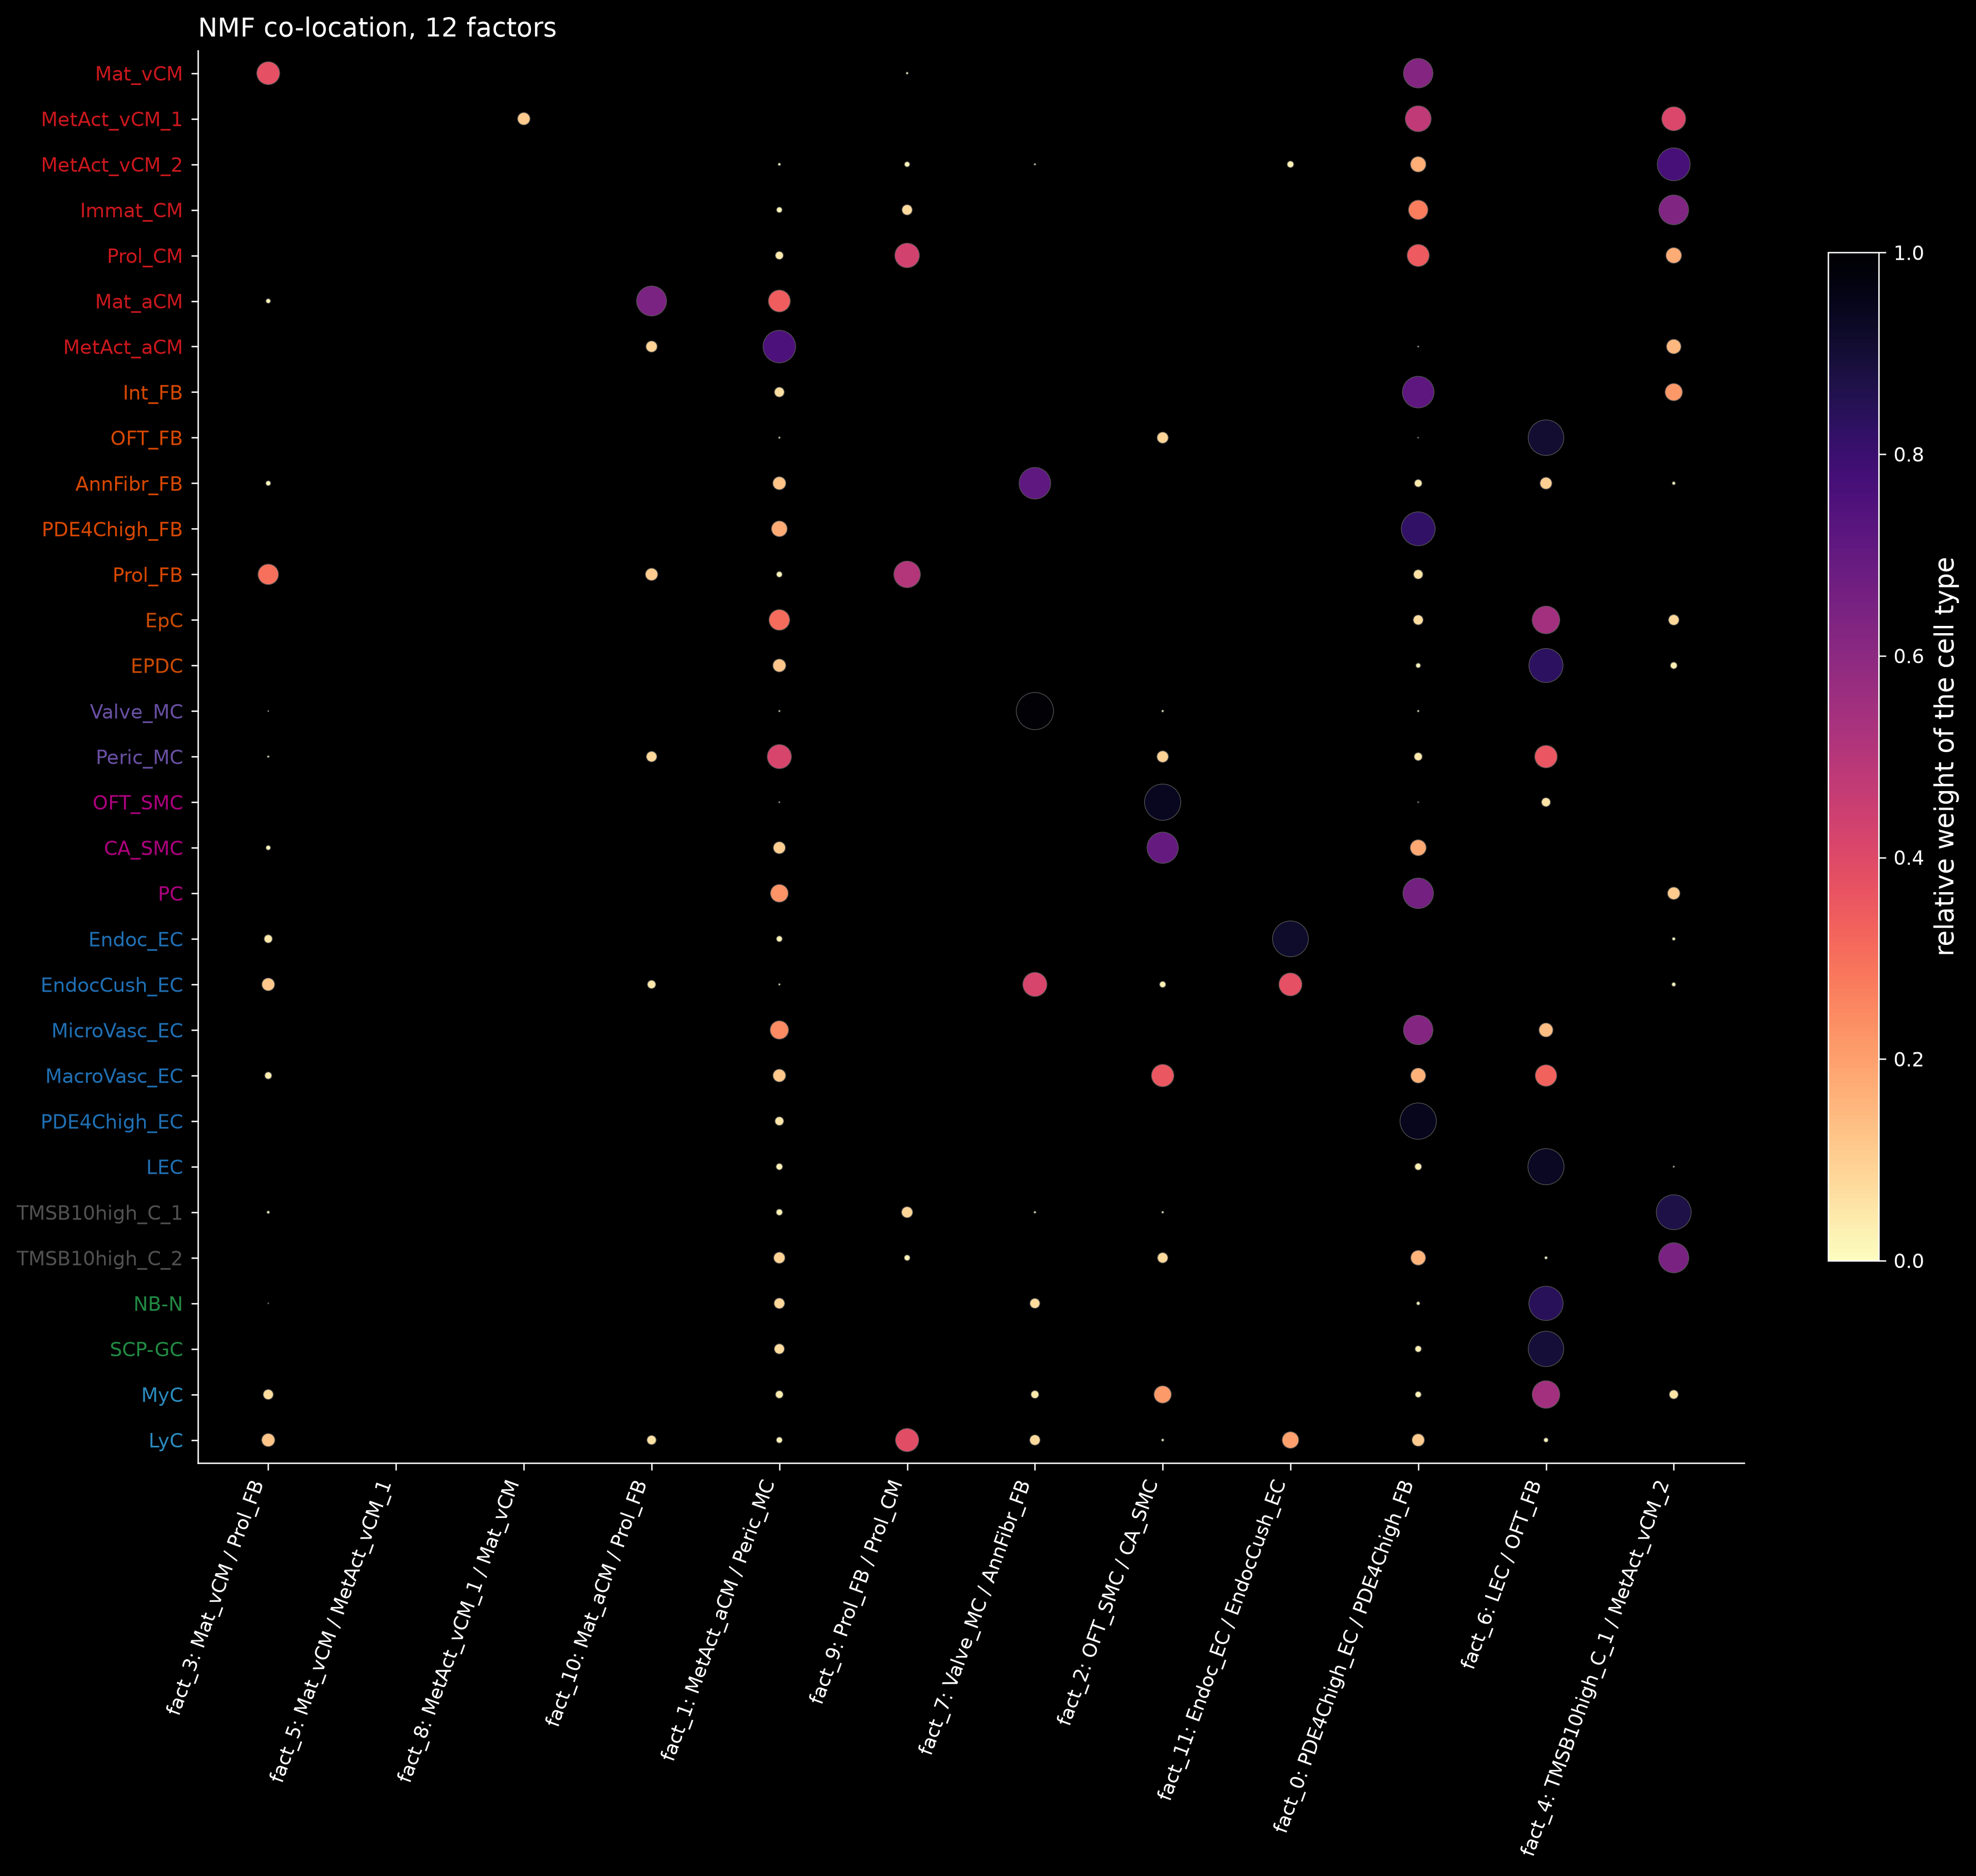 NMF co-location, 12 factors
Mat_vCM
MetAct_vCM_1
MetAct_vCM_2
Immat_CM
Prol_CM
Mat_aCM
MetAct_aCM
Int_FB
OFT_FB
AnnFibr_FB
PDE4Chigh_FB
Prol_FB
EpC
EPDC
Valve_MC
Peric_MC
OFT_SMC
CA_SMC
PC
Endoc_EC
EndocCush_EC
MicroVasc_EC
MacroVasc_EC
PDE4Chigh_EC
LEC
TMSB10high_C_1
TMSB10high_C_2
NB-N
SCP-GC
MyC
LyC
fact_3: Mat_vCM / Prol_FB
fact_5: Mat_vCM / MetAct_vCM_1
fact_8: MetAct_vCM_1 / Mat_vCM
fact_10: Mat_aCM / Prol_FB
fact_1: MetAct_aCM / Peric_MC
fact_9: Prol_FB / Prol_CM
fact_7: Valve_MC / AnnFibr_FB
fact_2: OFT_SMC / CA_SMC
fact_11: Endoc_EC / EndocCush_EC
fact_0: PDE4Chigh_EC / PDE4Chigh_FB
fact_6: LEC / OFT_FB
fact_4: TMSB10high_C_1 / MetAct_vCM_2
1.0
0.8
0.6
0.4
0.2
0.0
relative weight of the cell type